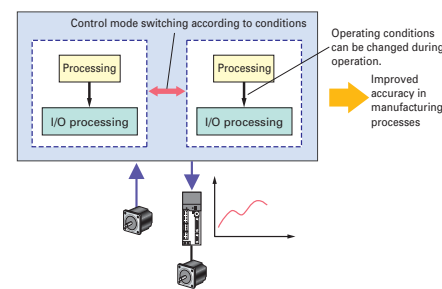 Control mode switching according to conditions
Operating conditions
can be changed during
operation.
Processing
Processing
I/O processing
I/O processing
Improved
accuracy in
manufacturing
processes